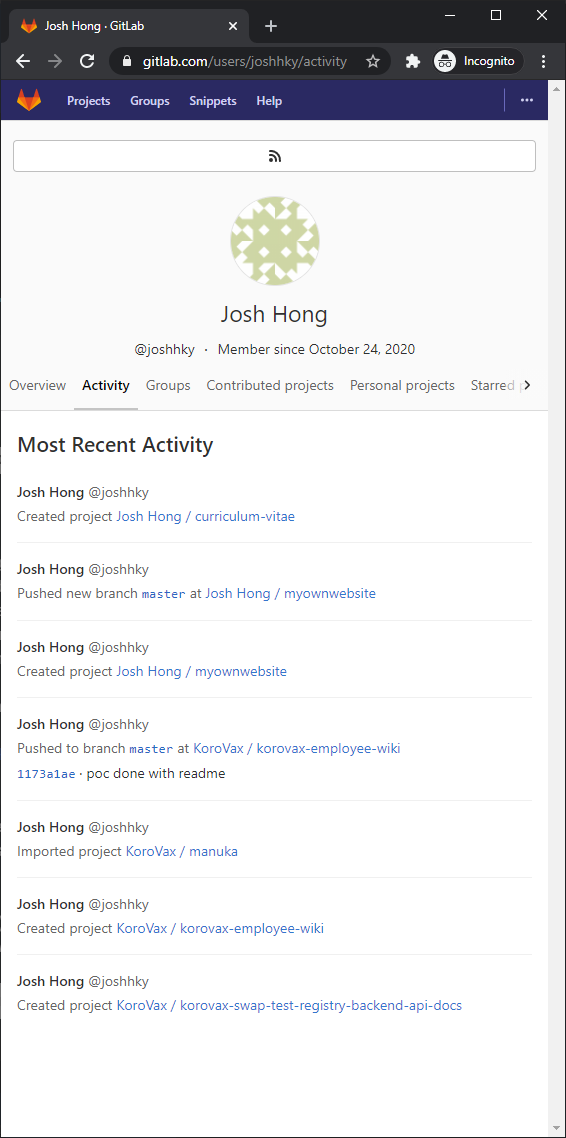 Josh Hong · GitLab
gitlab.com/users/joshhky/activity
Incognito
Projects Groups Snippets Help
Josh Hong
@joshhky · Member since October 24, 2020
Overview Activity Groups Contributed projects Personal projects Starred p
Most Recent Activity
Josh Hong @joshhky
Created project Josh Hong / curriculum-vitae
Josh Hong @joshhky
Pushed new branch master at Josh Hong / myownwebsite
Josh Hong @joshhky
Created project Josh Hong / myownwebsite
Josh Hong @joshhky
Pushed to branch master at KoroVax / korovax-employee-wiki
1173a1ae · poc done with readme
Josh Hong @joshhky
Imported project KoroVax / manuka
Josh Hong @joshhky
Created project KoroVax / korovax-employee-wiki
Josh Hong @joshhky
Created project KoroVax / korovax-swap-test-registry-backend-api-docs